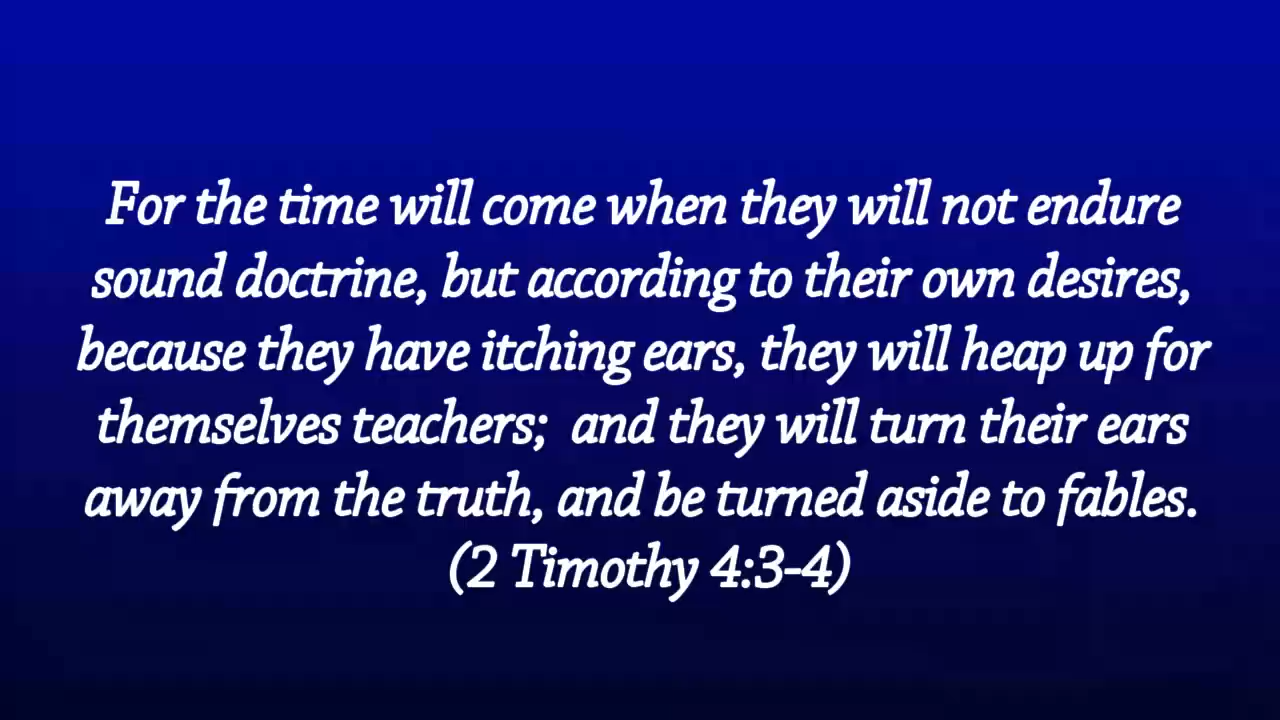 For the time will come when they will not endure
sound doctrine, but according to their own desires,
because they have itching ears, they will heap up for
themselves teachers;  and they will turn their ears
away from the truth, and be turned aside to fables.
(2 Timothy 4:3-4)